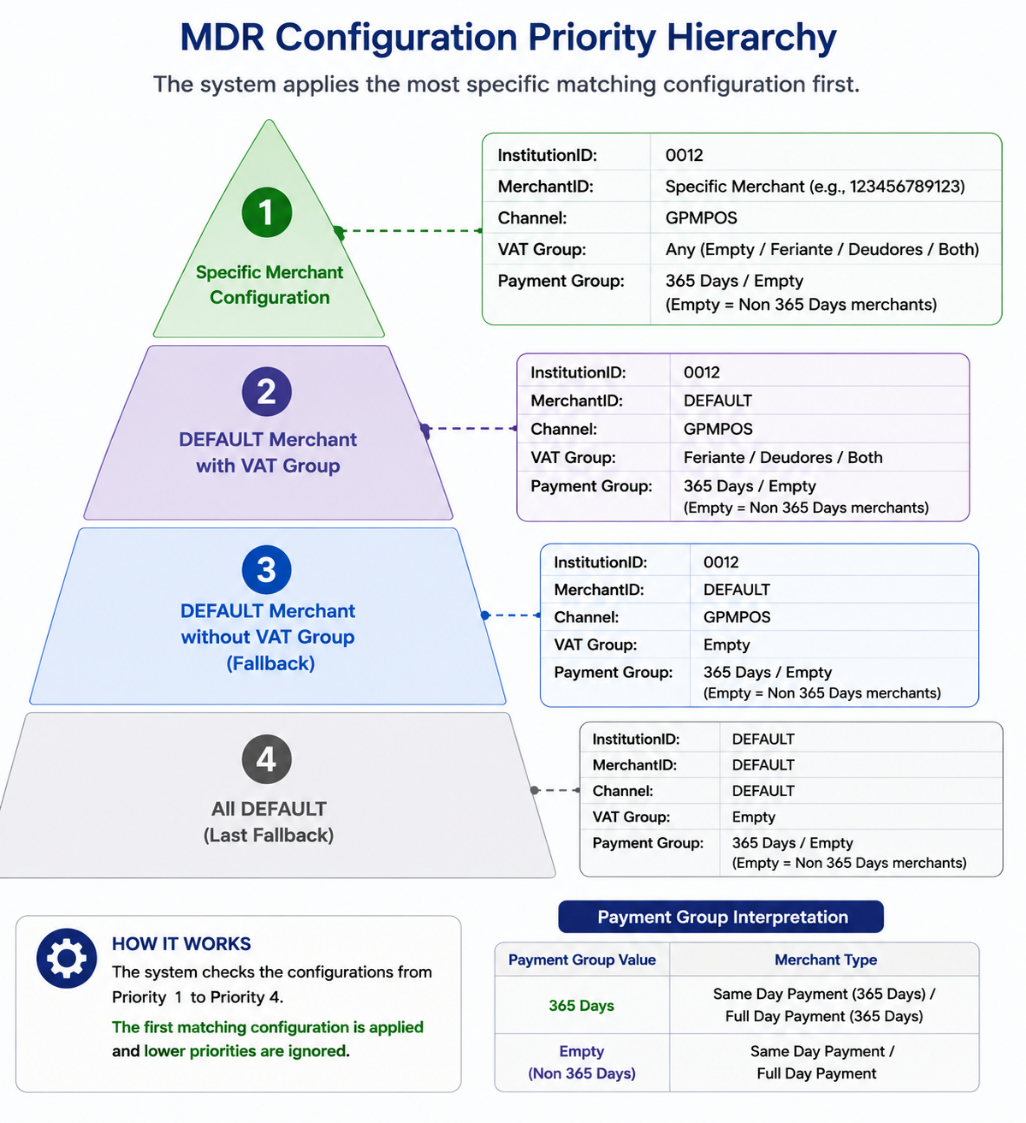 MDR Configuration Priority Hierarchy
The system applies the most specific matching configuration first.
1
Specific Merchant
Configuration
InstitutionID: 0012
MerchantID: Specific Merchant (e.g., 123456789123)
Channel: GPMPOS
VAT Group: Any (Empty / Feriante / Deudores / Both)
Payment Group: 365 Days / Empty
(Empty = Non 365 Days merchants)
2
DEFAULT Merchant
with VAT Group
InstitutionID: 0012
MerchantID: DEFAULT
Channel: GPMPOS
VAT Group: Feriante / Deudores / Both
Payment Group: 365 Days / Empty
(Empty = Non 365 Days merchants)
3
DEFAULT Merchant
without VAT Group
(Fallback)
InstitutionID: 0012
MerchantID: DEFAULT
Channel: GPMPOS
VAT Group: Empty
Payment Group: 365 Days / Empty
(Empty = Non 365 Days merchants)
4
All DEFAULT
(Last Fallback)
InstitutionID: DEFAULT
MerchantID: DEFAULT
Channel: DEFAULT
VAT Group: Empty
Payment Group: 365 Days / Empty
(Empty = Non 365 Days merchants)
HOW IT WORKS
The system checks the configurations from
Priority 1 to Priority 4.
The first matching configuration is applied
and lower priorities are ignored.
Payment Group Interpretation
Payment Group Value Merchant Type
365 Days
Same Day Payment (365 Days) /
Full Day Payment (365 Days)
Empty
(Non 365 Days)
Same Day Payment /
Full Day Payment